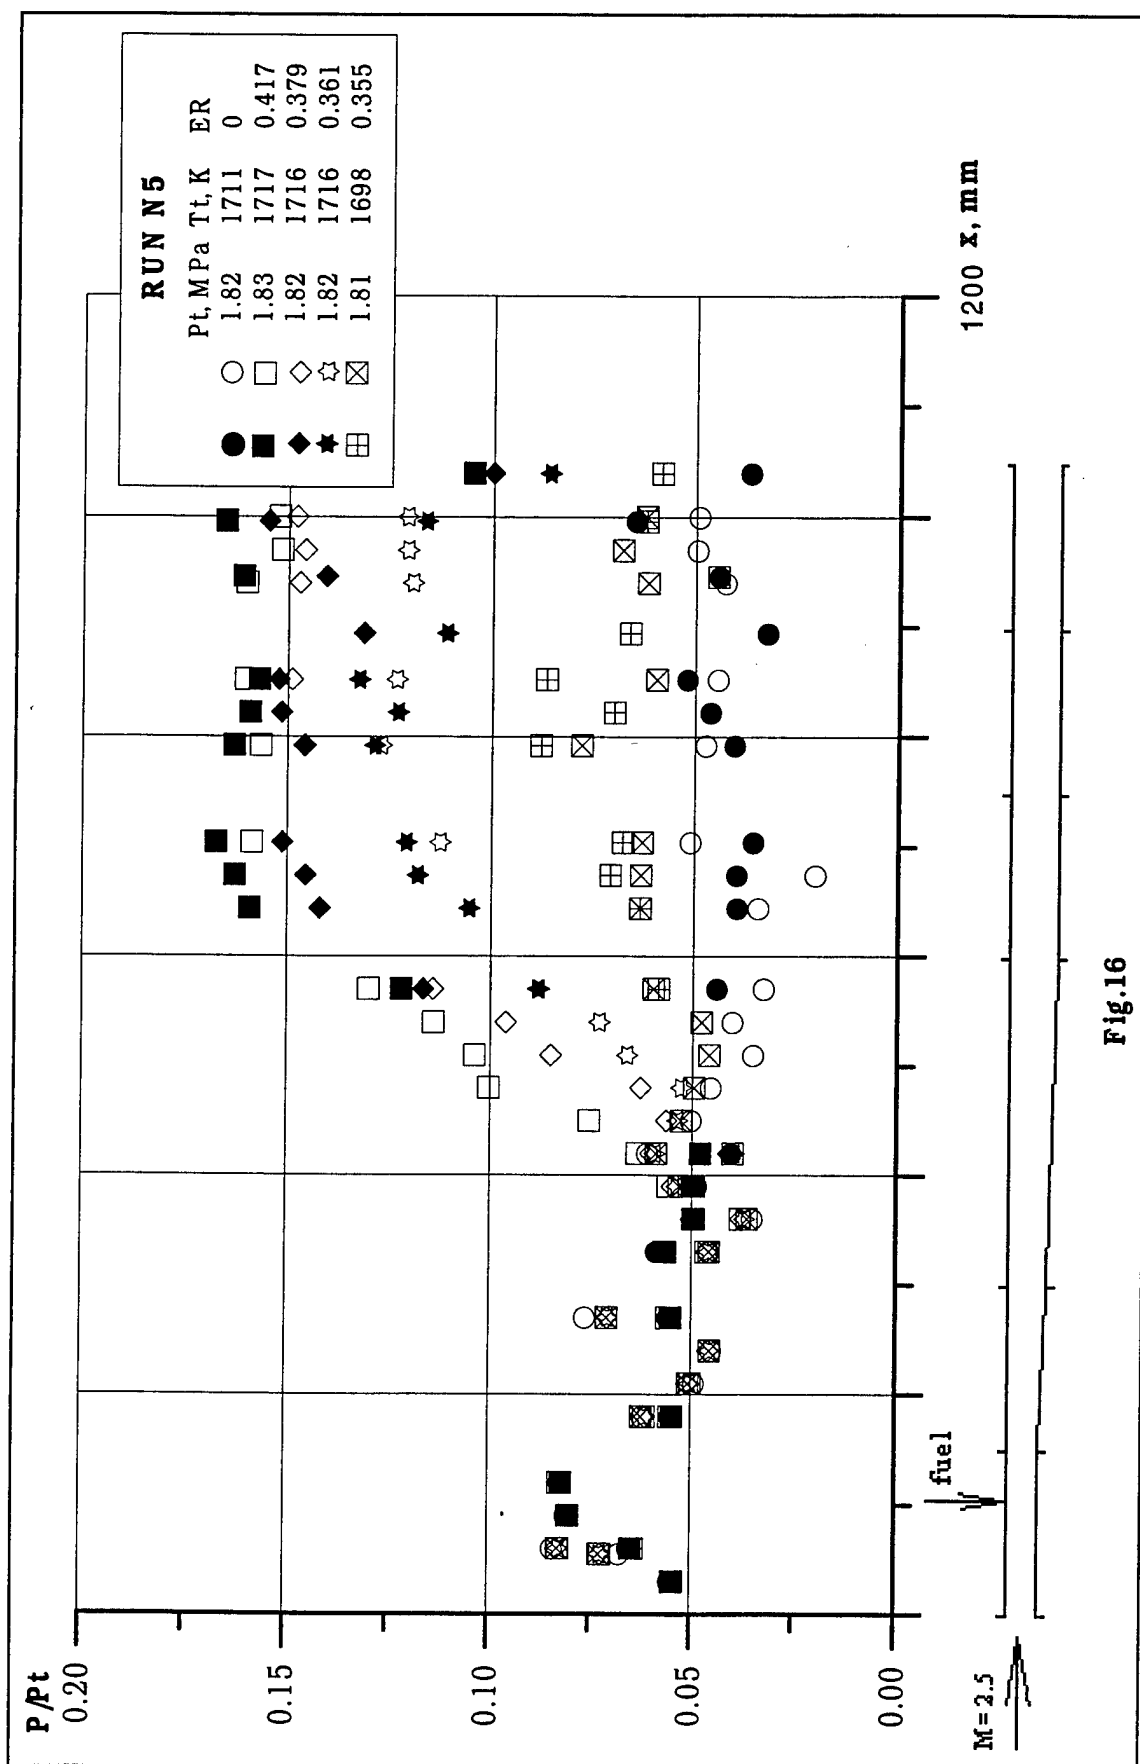 P/Pt
0.20
0.15
0.10
0.05
0.00
RUN N5
Pt,MPa Tt,K ER
1.82 1711 0
1.83 1717 0.417
1.82 1716 0.379
1.82 1716 0.361
1.81 1698 0.355
1200 x, mm
fuel
M=2.5
Fig.16